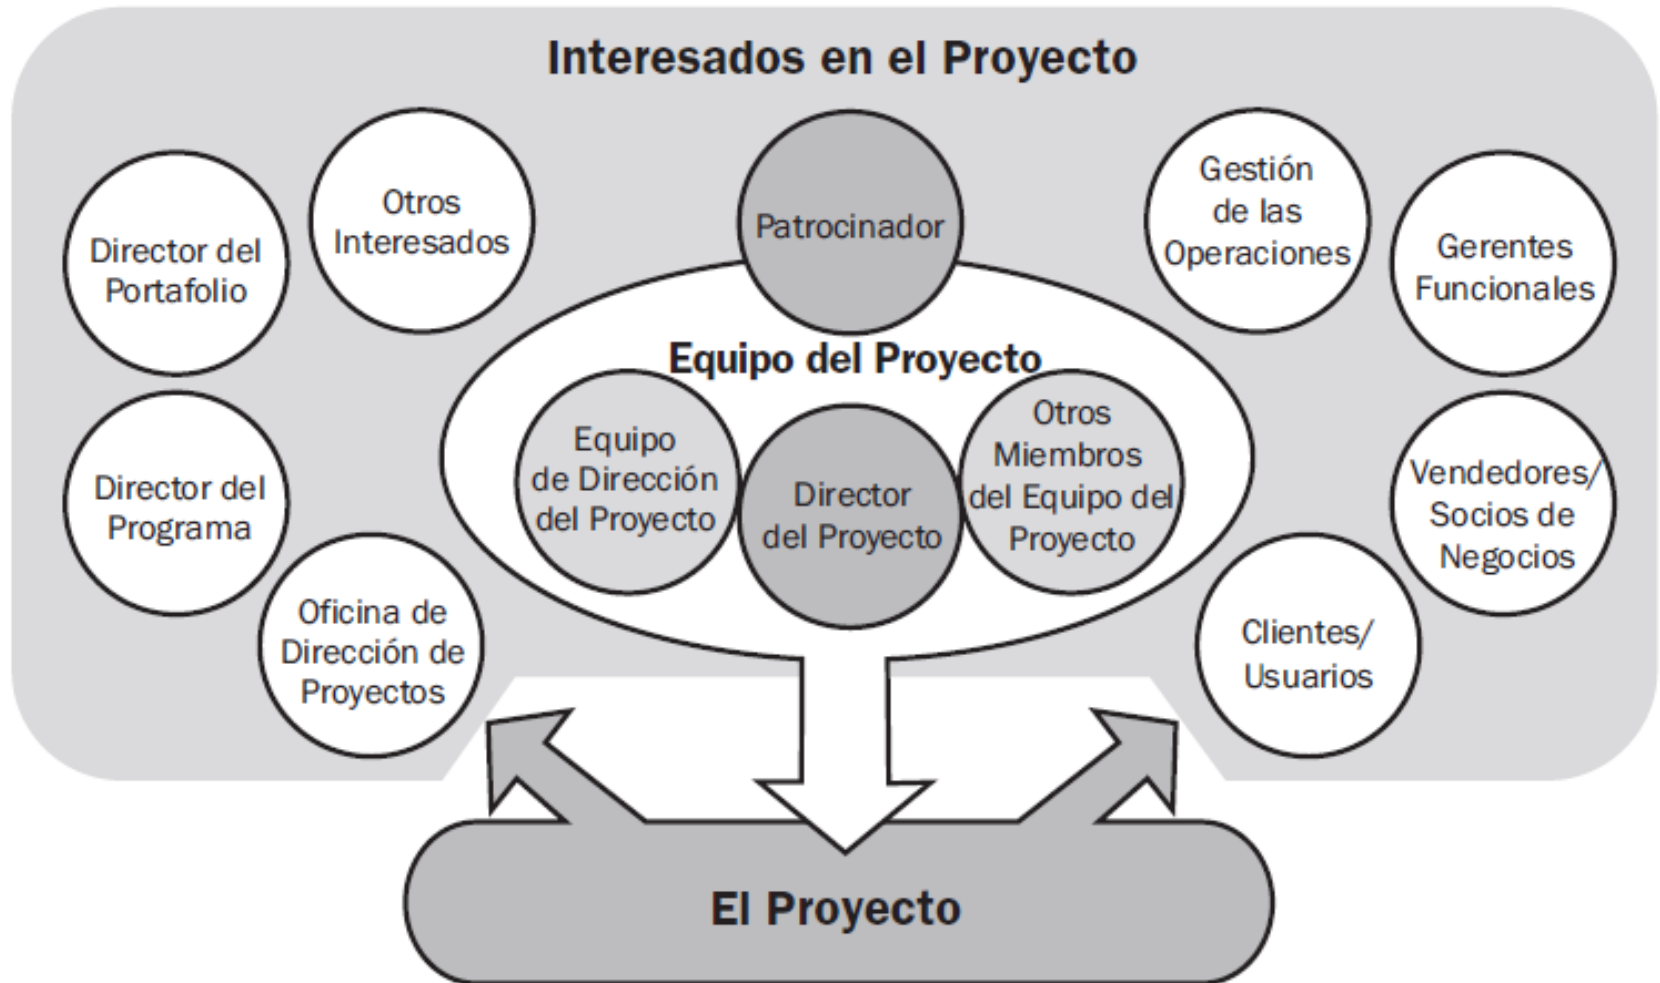 Interesados en el Proyecto
Director del
Portafolio
Otros
Interesados
Patrocinador
Gestión
de las
Operaciones
Gerentes
Funcionales
Equipo del Proyecto
Equipo
de Dirección
del Proyecto
Director
del Proyecto
Otros
Miembros
del Equipo del
Proyecto
Director del
Programa
Vendedores/
Socios de
Negocios
Oficina de
Dirección de
Proyectos
Clientes/
Usuarios
El Proyecto